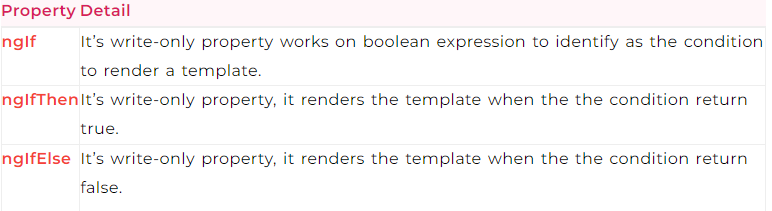 Property Detail
ngIf It's write-only property works on boolean expression to identify as the condition
to render a template.
ngIfThen It's write-only property, it renders the template when the the condition return
true.
ngIfElse It's write-only property, it renders the template when the the condition return
false.